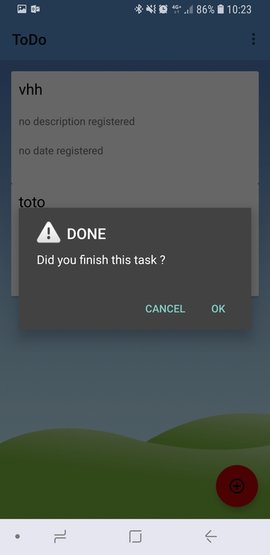 4G+ 86% 10:23
ToDo
vhh
no description registered
no date registered
toto
DONE
Did you finish this task ?
CANCEL OK